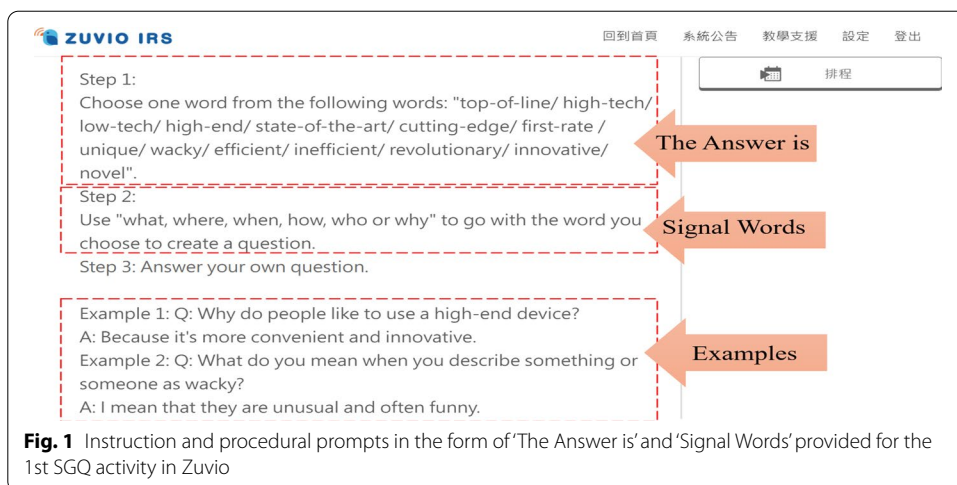 ZUVIO IRS
回到首頁 系統公告 教學支援 設定 登出
排程
Step 1:
Choose one word from the following words: "top-of-line/ high-tech/
low-tech/ high-end/ state-of-the-art/ cutting-edge/ first-rate /
unique/ wacky/ efficient/ inefficient/ revolutionary/ innovative/
novel".
The Answer is
Step 2:
Use "what, where, when, how, who or why" to go with the word you
choose to create a question.
Signal Words
Step 3: Answer your own question.
Example 1: Q: Why do people like to use a high-end device?
A: Because it's more convenient and innovative.
Example 2: Q: What do you mean when you describe something or
someone as wacky?
A: I mean that they are unusual and often funny.
Examples
Fig. 1 Instruction and procedural prompts in the form of 'The Answer is' and 'Signal Words' provided for the
1st SGQ activity in Zuvio